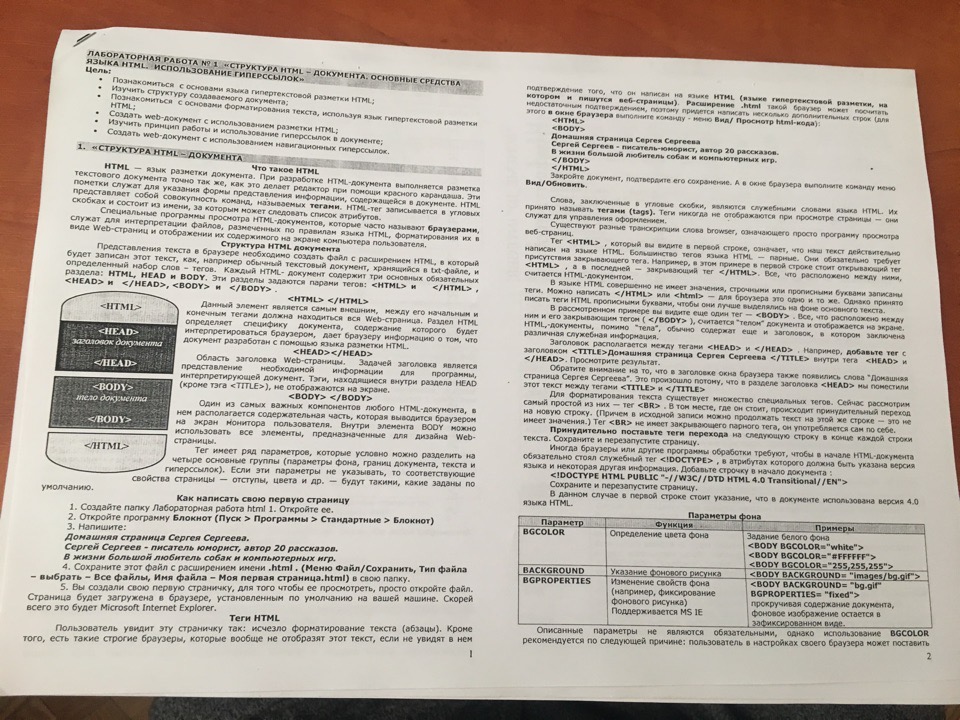 ЛАБОРАТОРНАЯ РАБОТА № 1. «СТРУКТУРА HTML – ДОКУМЕНТА. ОСНОВНЫЕ СРЕДСТВА
ЯЗЫКА HTML. ИСПОЛЬЗОВАНИЕ ГИПЕРССЫЛОК»
Цель:
• Познакомиться с основами языка гипертекстовой разметки HTML;
• Изучить структуру создаваемого документа;
• Познакомиться с основами форматирования текста, используя язык гипертекстовой разметки
HTML;
• Создать web-документ с использованием разметки HTML;
• Изучить принцип работы и использование гиперссылок в документе;
• Создать web-документ с использованием навигационных гиперссылок.
1. «СТРУКТУРА HTML – ДОКУМЕНТА
Что такое HTML
HTML — язык разметки документа. При разработке HTML-документа выполняется разметка
текстового документа точно так же, как это делает редактор при помощи красного карандаша. Эти
пометки служат для указания формы представления информации, содержащейся в документе. HTML
представляет собой совокупность команд, называемых тегами. HTML-тег записывается в угловых
скобках и состоит из имени, за которым может следовать список атрибутов.
Специальные программы просмотра HTML-документов, которые часто называют браузерами,
служат для интерпретации файлов, размеченных по правилам языка HTML, форматирования их в
виде Web-страниц и отображении их содержимого на экране компьютера пользователя.
Структура HTML документа
Представления текста в браузере необходимо создать файл с расширением HTML, в который
будет записан этот текст, как, например обычный текстовый документ, хранящийся в txt-файле, и
определенный набор слов – тегов. Каждый HTML- документ содержит три основных обязательных
раздела: HTML, HEAD и BODY. Эти разделы задаются парами тегов: <HTML> и </HTML> ,
<HEAD> и </HEAD>, <BODY> и </BODY> .
<HTML>
<HEAD>
заголовок документа
</HEAD>
<BODY>
тело документа
</BODY>
</HTML>
<HTML> </HTML>
Данный элемент является самым внешним, между его начальным и
конечным тегами должна находиться вся Web-страница. Раздел HTML
определяет специфику документа, содержание которого будет
интерпретироваться браузером, дает браузеру информацию о том, что
документ разработан с помощью языка разметки HTML.
<HEAD></HEAD>
Область заголовка Web-страницы. Задачей заголовка является
представление необходимой информации для программы,
интерпретирующей документ. Тэги, находящиеся внутри раздела HEAD
(кроме тэга <TITLE>), не отображаются на экране.
<BODY> </BODY>
Один из самых важных компонентов любого HTML-документа, в
нем располагается содержательная часть, которая выводится браузером
на экран монитора пользователя. Внутри элемента BODY можно
использовать все элементы, предназначенные для дизайна Web-
страницы.
Тег имеет ряд параметров, которые условно можно разделить на
четыре основные группы (параметры фона, границ документа, текста и
гиперссылок). Если эти параметры не указывать, то соответствующие
свойства страницы — отступы, цвета и др. — будут такими, какие заданы по
умолчанию.
Как написать свою первую страницу
1. Создайте папку Лабораторная работа html 1. Откройте ее.
2. Откройте программу Блокнот (Пуск > Программы > Стандартные > Блокнот)
3. Напишите:
Домашняя страница Сергея Сергеева.
Сергей Сергеев - писатель юморист, автор 20 рассказов.
В жизни большой любитель собак и компьютерных игр.
4. Сохраните этот файл с расширением имени .html . (Меню Файл/Сохранить, Тип файла
– выбрать – Все файлы, Имя файла – Моя первая страница.html) в свою папку.
5. Вы создали свою первую страничку, для того чтобы ее просмотреть, просто откройте файл.
Страница будет загружена в браузере, установленным по умолчанию на вашей машине. Скорей
всего это будет Microsoft Internet Explorer.
Теги HTML
Пользователь увидит эту страничку так: исчезло форматирование текста (абзацы). Кроме
того, есть такие строгие браузеры, которые вообще не отобразят этот текст, если не увидят в нем
1
подтверждение того, что он написан на языке HTML (языке гипертекстовой разметки, на
котором и пишутся веб-страницы). Расширение .html такой браузер может посчитать
недостаточным подтверждением, поэтому придется написать несколько дополнительных строк (для
этого в окне браузера выполните команду - меню Вид/ Просмотр html-кода):
<HTML>
<BODY>
Домашняя страница Сергея Сергеева
Сергей Сергеев - писатель-юморист, автор 20 рассказов.
В жизни большой любитель собак и компьютерных игр.
</BODY>
</HTML>
Закройте документ, подтвердите его сохранение. А в окне браузера выполните команду меню
Вид/Обновить.
Слова, заключенные в угловые скобки, являются служебными словами языка HTML. Их
принято называть тегами (tags). Теги никогда не отображаются при просмотре страницы — они
служат для управления оформлением.
Существуют разные транскрипции слова browser, означающего просто программу просмотра
веб-страниц.
Тег <HTML> , который вы видите в первой строке, означает, что наш текст действительно
написан на языке HTML. Большинство тегов языка HTML — парные. Они обязательно требует
присутствия закрывающего тега. Например, в этом примере в первой строке стоит открывающий тег
<HTML> , а в последней — закрывающий тег </HTML>. Все, что расположено между ними,
считается HTML-документом.
В языке HTML совершенно не имеет значения, строчными или прописными буквами записаны
теги. Можно написать </HTML> или <html> — для браузера это одно и то же. Однако принято
писать теги HTML прописными буквами, чтобы они лучше выделялись на фоне основного текста.
В рассмотренном примере вы видите еще один тег — <BODY> . Все, что расположено между
ним и его закрывающим тегом ( </BODY> ), считается "телом" документа и отображается на экране.
HTML-документы, помимо "тела", обычно содержат еще и заголовок, в котором заключена
различная служебная информация.
Заголовок располагается между тегами <HEAD> и </HEAD> . Например, добавьте тег с
заголовком <TITLE>Домашняя страница Сергея Сергеева </TITLE> внутри тега <HEAD> и
</HEAD>. Просмотрите результат.
Обратите внимание на то, что в заголовке окна браузера также появились слова "Домашняя
страница Сергея Сергеева". Это произошло потому, что в разделе заголовка <HEAD> мы поместили
этот текст между тегами <TITLE> и </TITLE>
Для форматирования текста существует множество специальных тегов. Сейчас рассмотрим
самый простой из них — тег <BR> . В том месте, где он стоит, происходит принудительный переход
на новую строку. (Причем в исходной записи можно продолжать текст на этой же строке — это не
имеет значения.) Тег <BR> не имеет закрывающего парного тега, он употребляется сам по себе.
Принудительно поставьте теги перехода на следующую строку в конце каждой строки
текста. Сохраните и перезапустите страницу.
Иногда браузеры или другие программы обработки требуют, чтобы в начале HTML-документа
обязательно стоял служебный тег <!DOCTYPE> , в атрибутах которого должна быть указана версия
языка и некоторая другая информация. Добавьте строчку в начало документа :
<!DOCTYPE HTML PUBLIC "-//W3C//DTD HTML 4.0 Transitional//EN">
Сохраните и перезапустите страницу.
В данном случае в первой строке стоит указание, что в документе использована версия 4.0
языка HTML.
Параметры фона
Параметр Функция Примеры
BGCOLOR Определение цвета фона Задание белого фона
<BODY BGCOLOR="white">
<BODY BGCOLOR="#FFFFFF">
<BODY BGCOLOR="255,255,255">
BACKGROUND Указание фонового рисунка <BODY BACKGROUND= "images/bg.gif">
BGPROPERTIES Изменение свойств фона <BODY BACKGROUND= "bg.gif"
(например, фиксирование BGPROPERTIES= "fixed">
фонового рисунка) прокручивая содержание документа,
Поддерживается MS IE фоновое изображение остается в
зафиксированном виде.
Описанные параметры не являются обязательными, однако использование BGCOLOR
рекомендуется по следующей причине: пользователь в настройках своего браузера может поставить
2